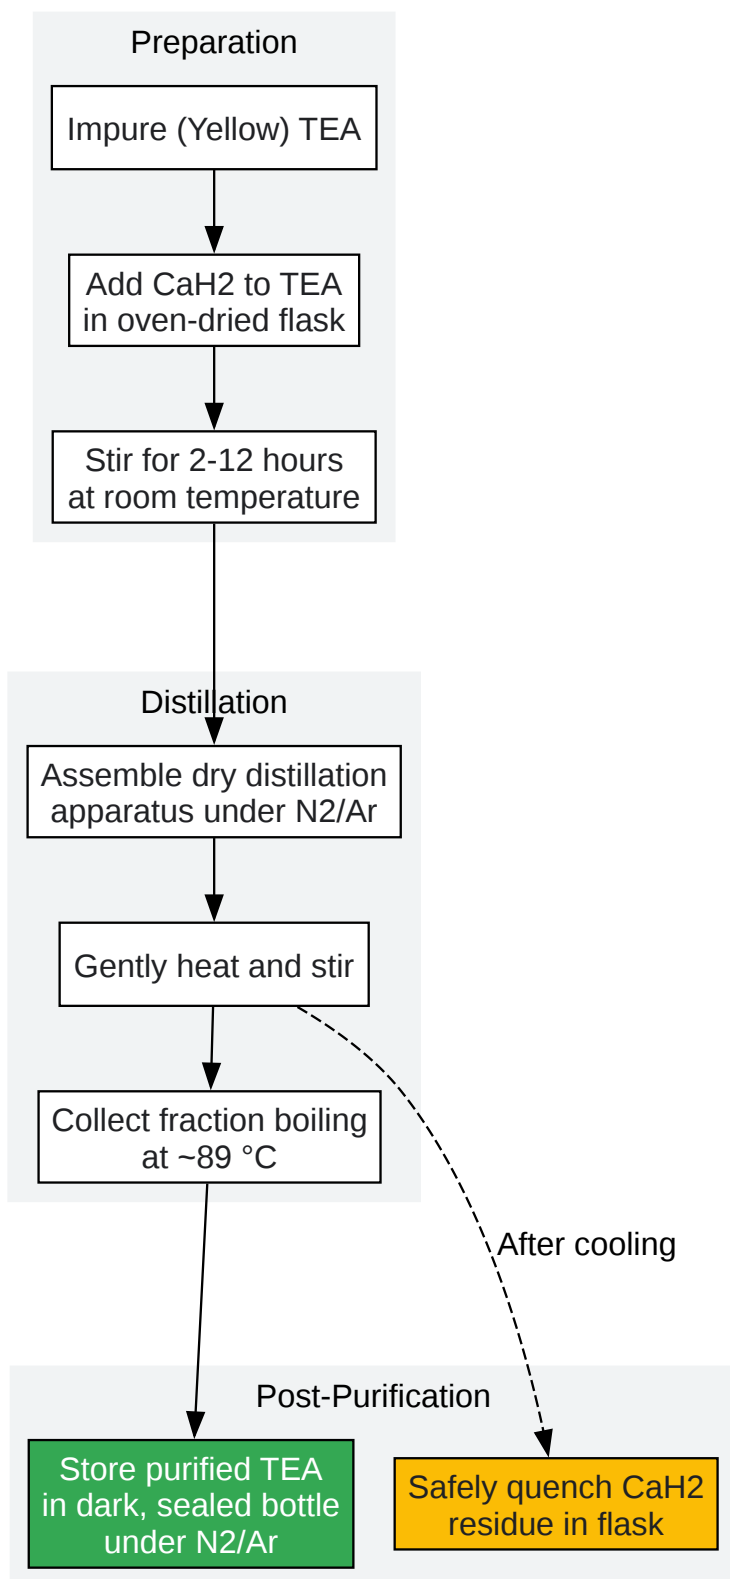 Preparation
Impure (Yellow) TEA
Add CaH2 to TEA
in oven-dried flask
Stir for 2-12 hours
at room temperature
Distillation
Assemble dry distillation
apparatus under N2/Ar
Gently heat and stir
Collect fraction boiling
at ~89 °C
After cooling
Post-Purification
Store purified TEA
in dark, sealed bottle
under N2/Ar
Safely quench CaH2
residue in flask